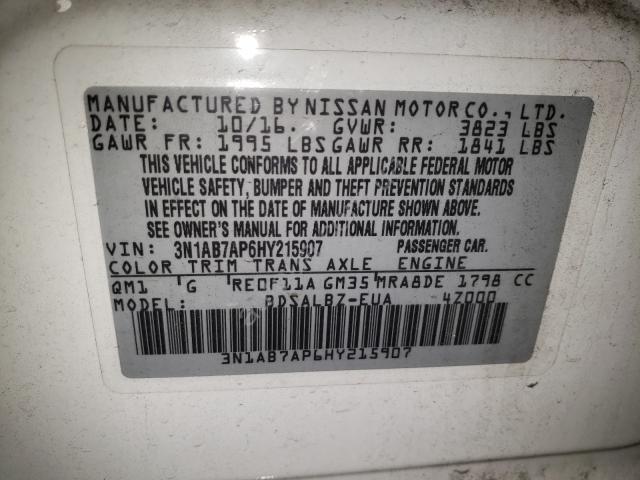 MANUFACTURED BY NISSAN MOTOR CO., LTD.
DATE: 10/16. GVWR: 3823 LBS
GAWR FR: 1995 LBS GAWR RR: 1841 LBS
THIS VEHICLE CONFORMS TO ALL APPLICABLE FEDERAL MOTOR
VEHICLE SAFETY, BUMPER AND THEFT PREVENTION STANDARDS
IN EFFECT ON THE DATE OF MANUFACTURE SHOWN ABOVE.
SEE OWNER'S MANUAL FOR ADDITIONAL INFORMATION.
VIN: 3N1AB7AP6HY215907 PASSENGER CAR.
COLOR TRIM TRANS AXLE ENGINE
QM1 G RE0F11A GM35 MRA8DE 1798 CC
MODEL: BDSALBZ-EUA 4Z000
3N1AB7AP6HY215907